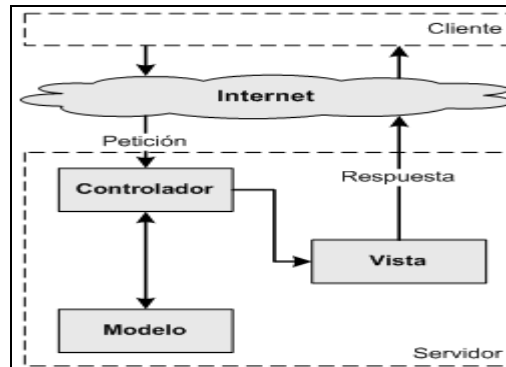 Cliente
Internet
Petición
Controlador
Respuesta
Vista
Modelo
Servidor